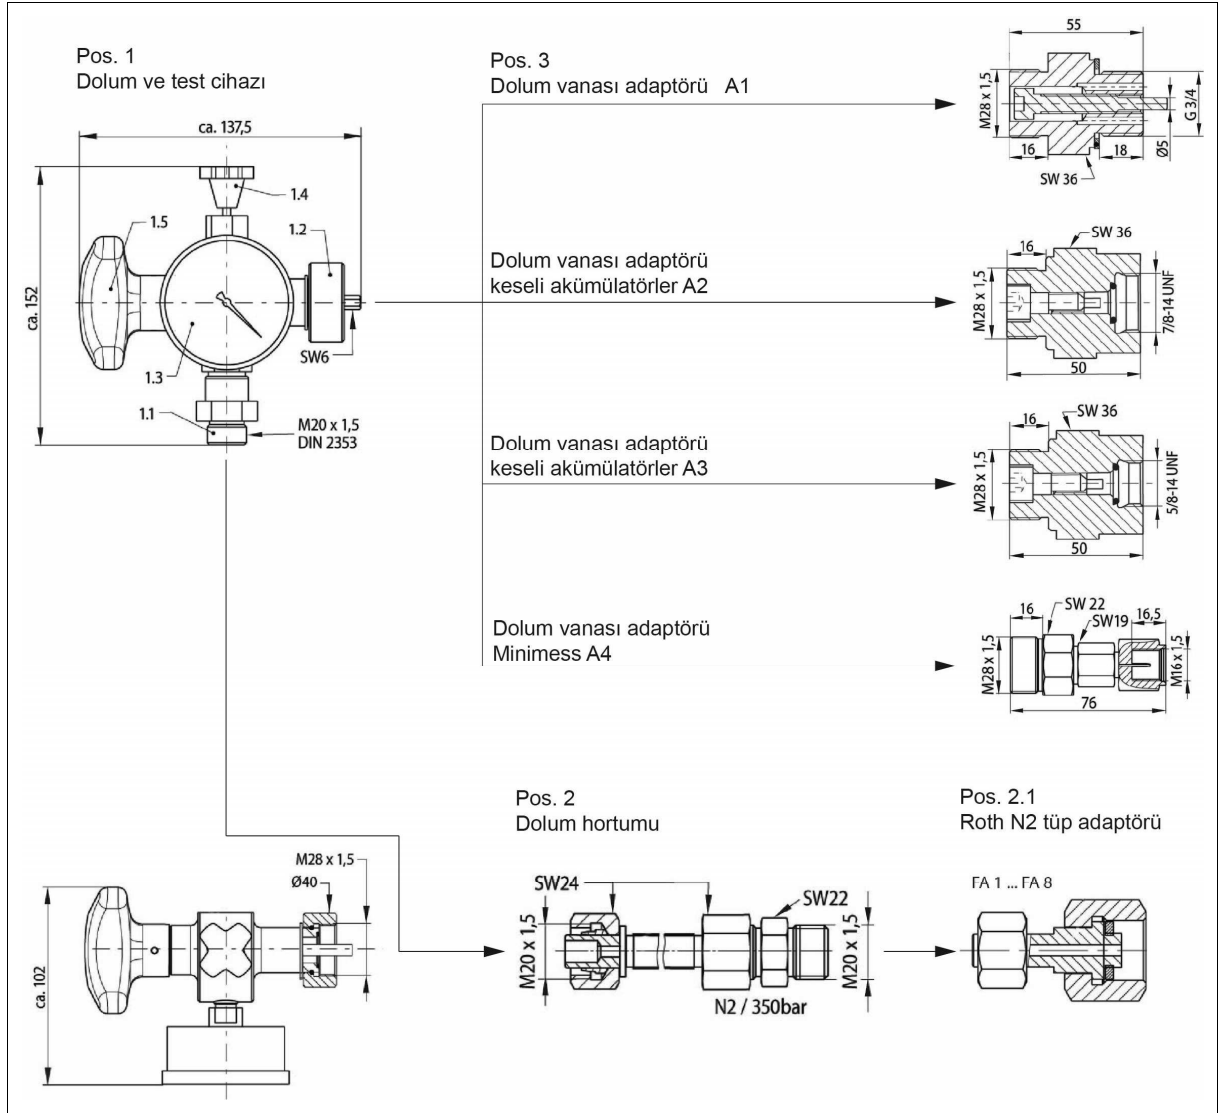 Pos. 1
Dolum ve test cihazı
ca. 137,5
ca. 152
1.4
1.5
1.2
SW6
1.3
1.1
M20 x 1,5
DIN 2353
Pos. 3
Dolum vanası adaptörü A1
55
M28 x 1,5
G 3/4
16
18
Ø5
SW 36
Dolum vanası adaptörü
keseli akümülatörler A2
SW 36
16
M28 x 1,5
7/8-14 UNF
50
Dolum vanası adaptörü
keseli akümülatörler A3
SW 36
16
M28 x 1,5
5/8-14 UNF
50
Dolum vanası adaptörü
Minimess A4
16
SW 22
SW19
16,5
M28 x 1,5
M16 x 1,5
76
Pos. 2
Dolum hortumu
SW24
SW22
M20 x 1,5
M20 x 1,5
N2 / 350bar
Pos. 2.1
Roth N2 tüp adaptörü
FA 1 ... FA 8
M28 x 1,5
Ø40
ca. 102